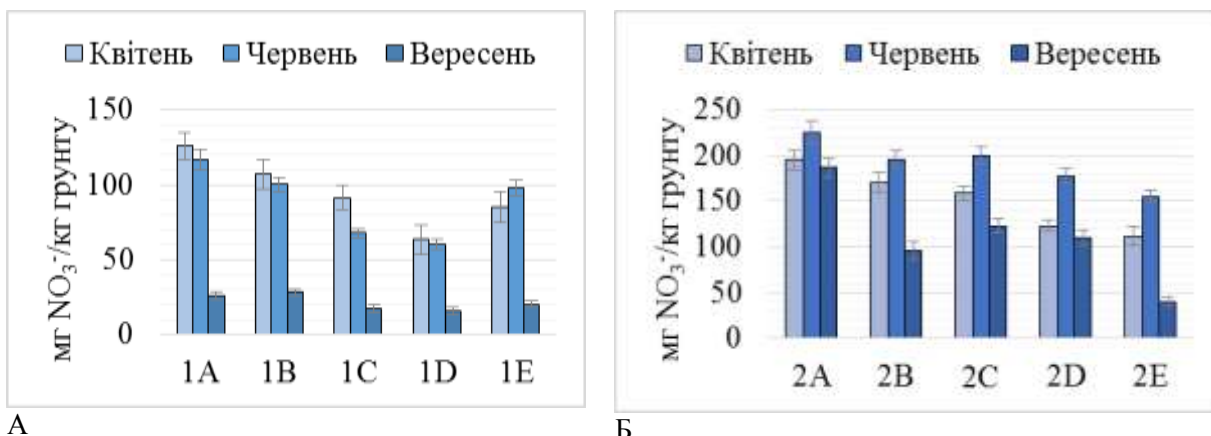 Квітень Червень Вересень
мг NO₃⁻/кг грунту
150
100
50
0
1A 1B 1C 1D 1E
А
Квітень Червень Вересень
мг NO₃⁻/кг грунту
250
200
150
100
50
0
2A 2B 2C 2D 2E
Б